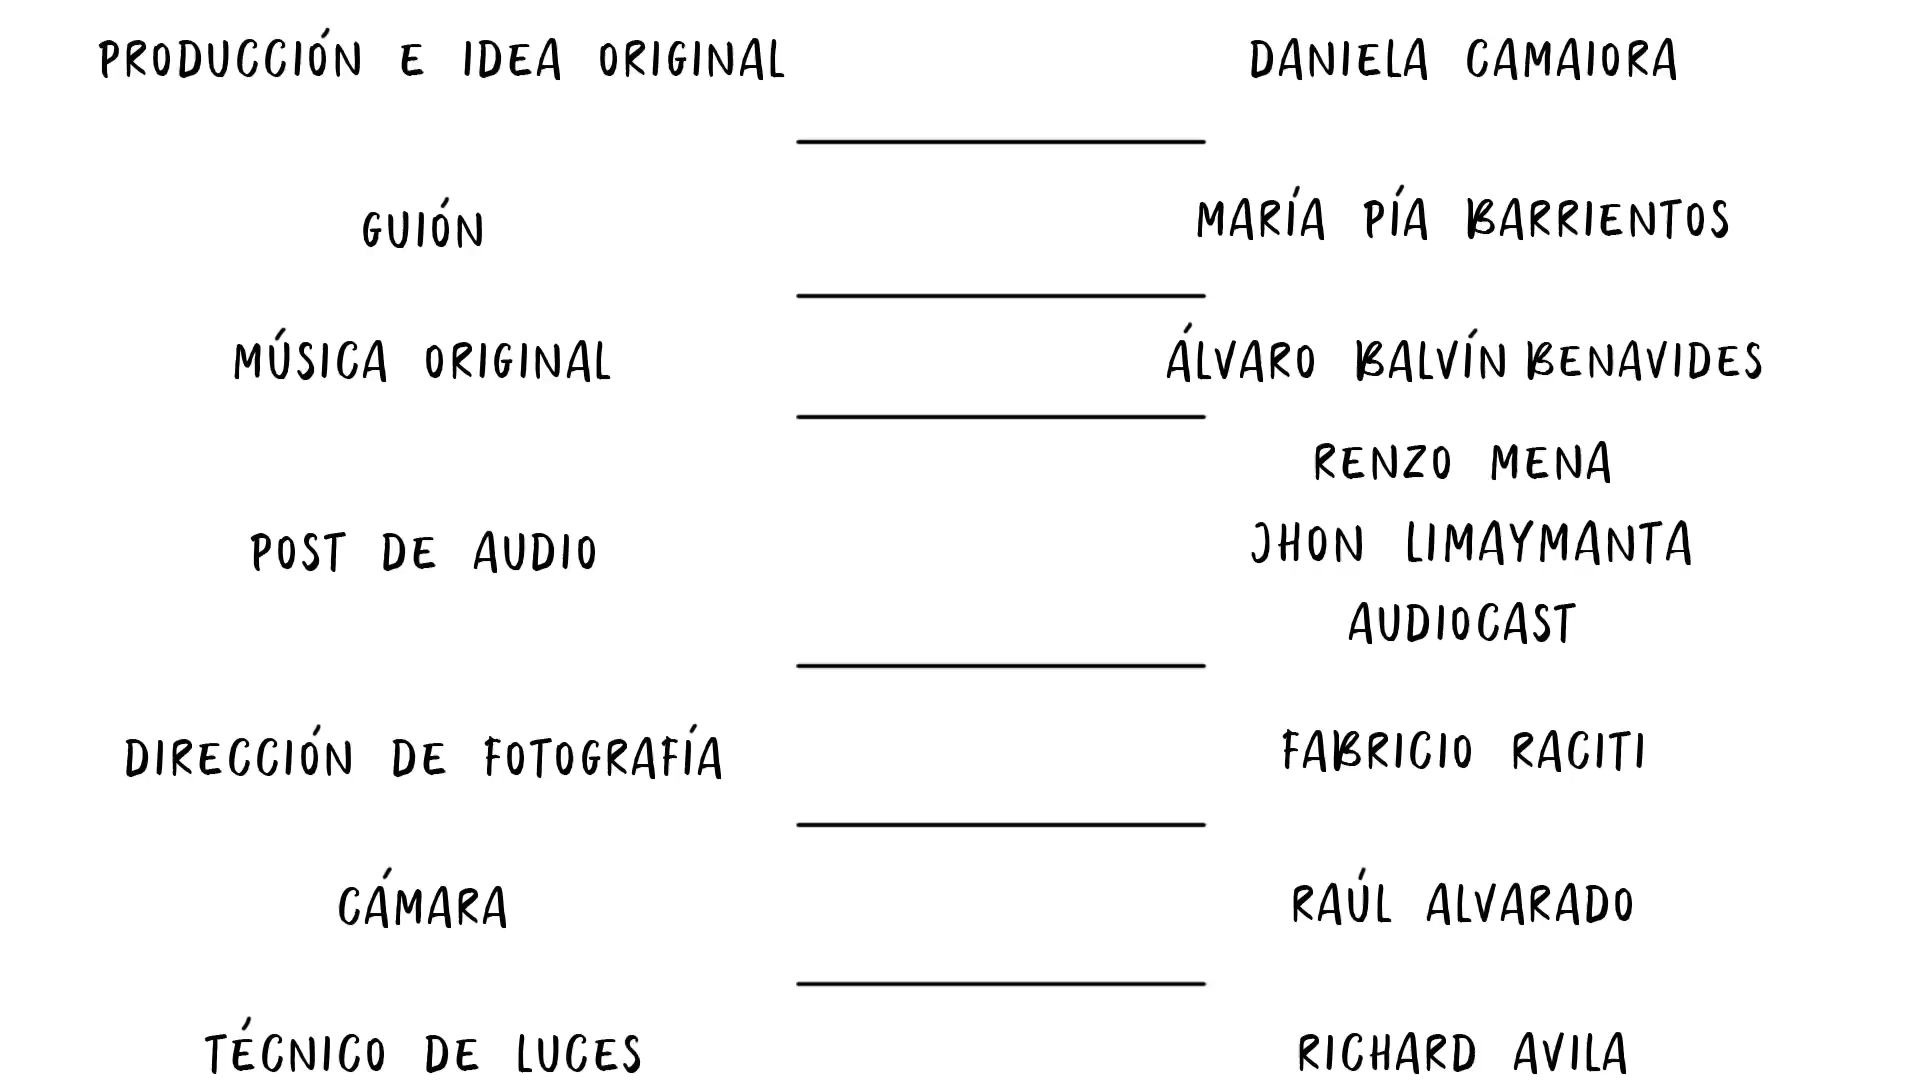 PRODUCCIÓN E IDEA ORIGINAL
DANIELA CAMAIORA
GUIÓN
MARÍA PÍA BARRIENTOS
MÚSICA ORIGINAL
ÁLVARO BALVÍN BENAVIDES
POST DE AUDIO
RENZO MENA
JHON LIMAYMANTA
AUDIOCAST
DIRECCIÓN DE FOTOGRAFÍA
FABRICIO RACITI
CÁMARA
RAÚL ALVARADO
TÉCNICO DE LUCES
RICHARD AVILA